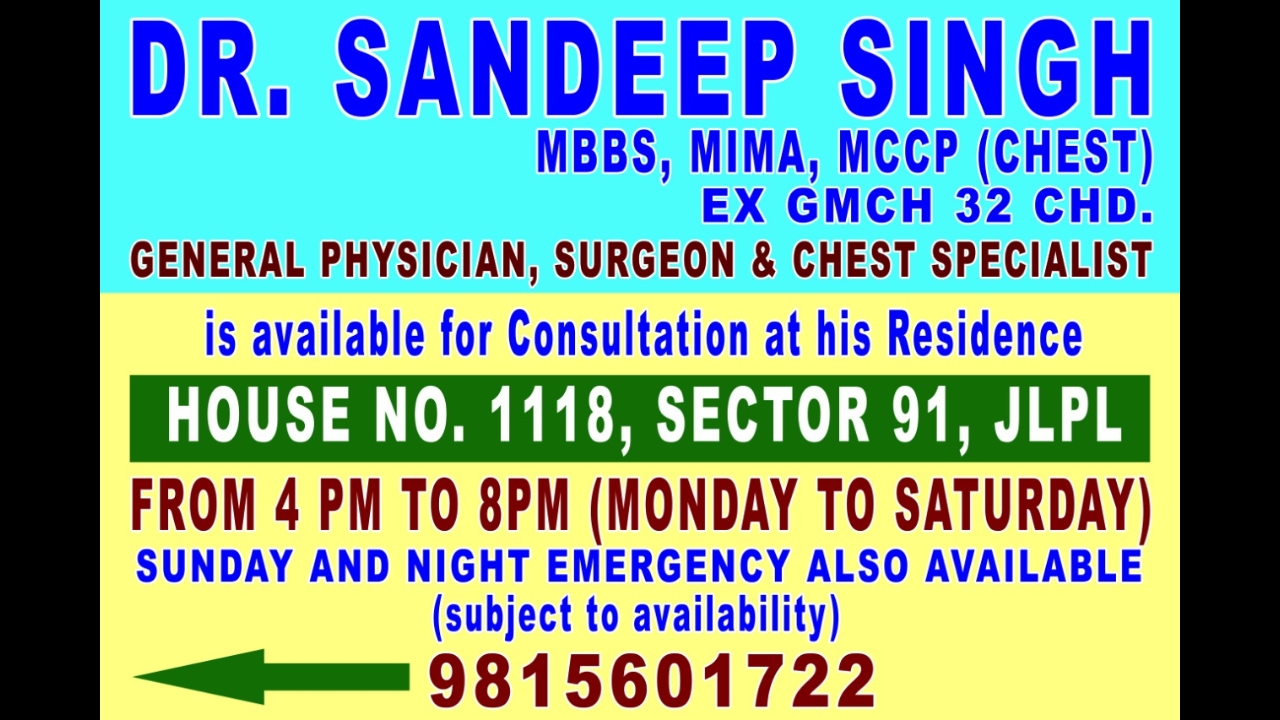 DR. SANDEEP SINGH
MBBS, MIMA, MCCP (CHEST)
EX GMCH 32 CHD.
GENERAL PHYSICIAN, SURGEON & CHEST SPECIALIST
is available for Consultation at his Residence
HOUSE NO. 1118, SECTOR 91, JLPL
FROM 4 PM TO 8PM (MONDAY TO SATURDAY)
SUNDAY AND NIGHT EMERGENCY ALSO AVAILABLE
(subject to availability)
9815601722